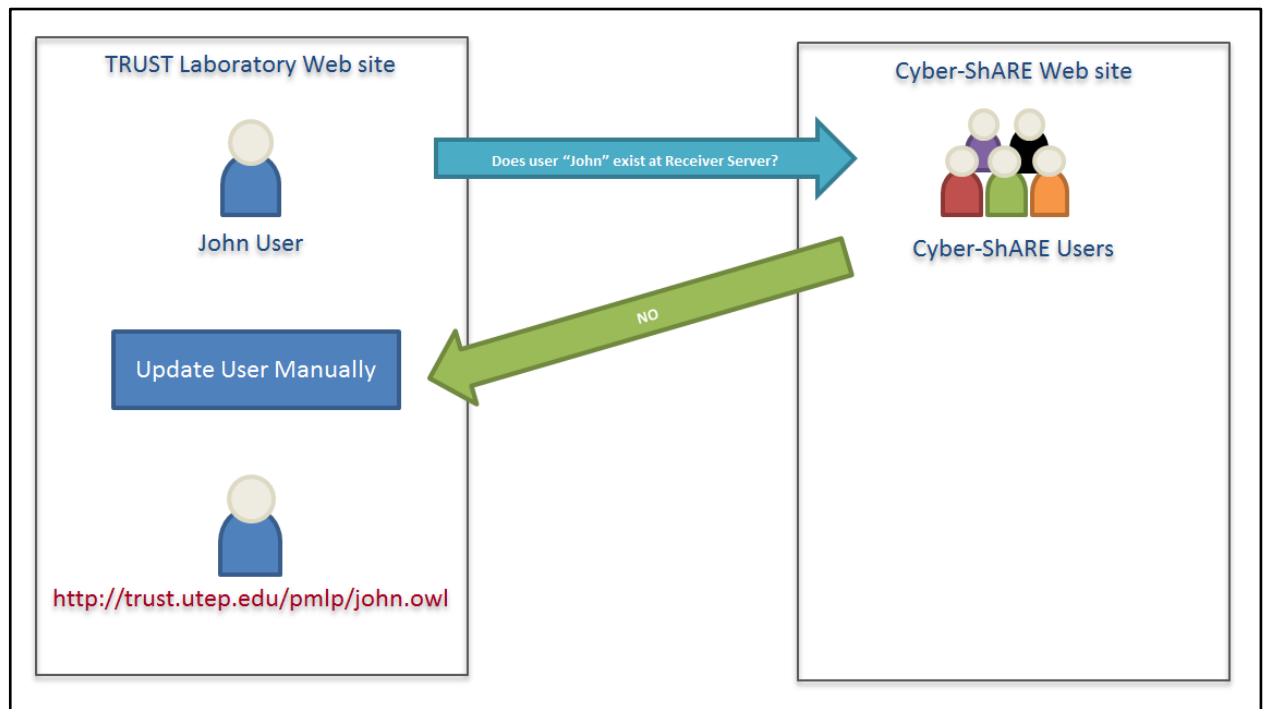 TRUST Laboratory Web site
Cyber-ShARE Web site
Does user “John” exist at Receiver Server?
John User
Cyber-ShARE Users
NO
Update User Manually
http://trust.utep.edu/pmlp/john.owl